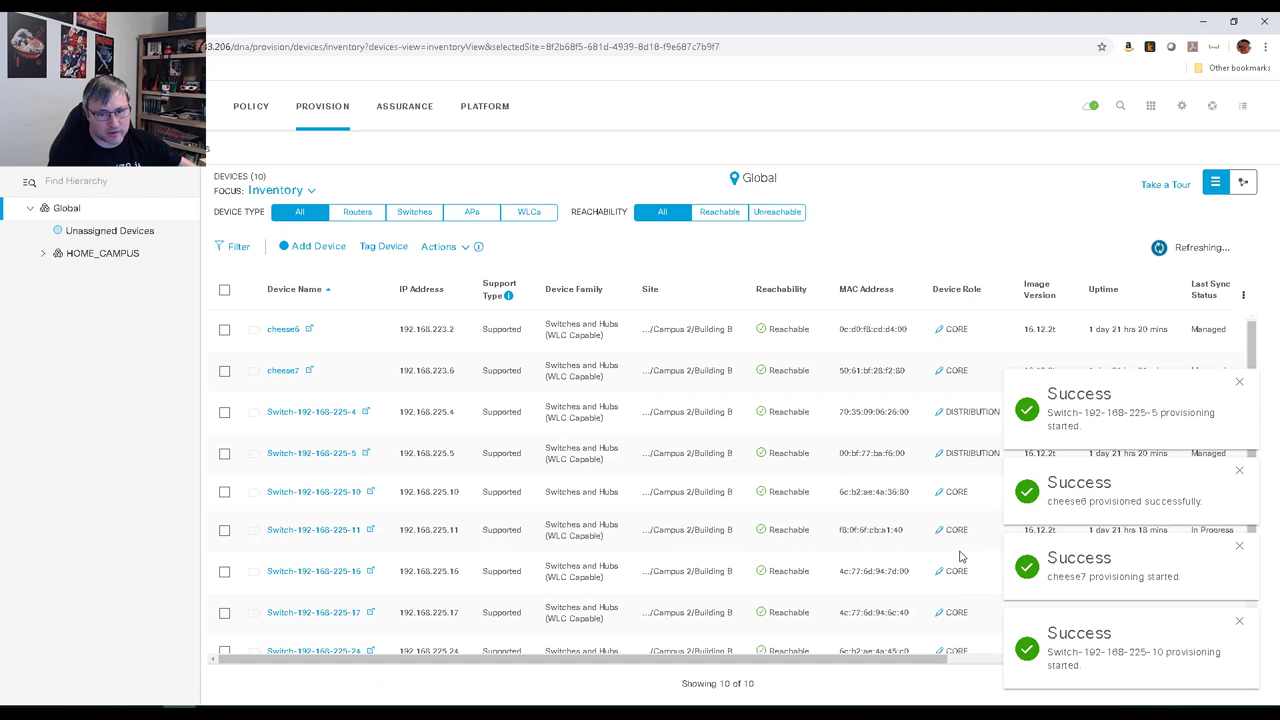 3.206/dna/provision/devices/inventory?devices-view=inventoryView&selectedSite=8f2b68f5-681d-4939-8d18-f9e687c7b9f7
Other bookmarks
POLICY PROVISION ASSURANCE PLATFORM
Find Hierarchy
Global
Unassigned Devices
HOME_CAMPUS
DEVICES (10)
FOCUS: Inventory
Global
Take a Tour
DEVICE TYPE All Routers Switches APs WLCs REACHABILITY All Reachable Unreachable
Filter Add Device Tag Device Actions Refreshing...
Device Name IP Address Support Type Device Family Site Reachability MAC Address Device Role Image Version Uptime Last Sync Status
cheese6 192.168.223.2 Supported Switches and Hubs (WLC Capable) .../Campus 2/Building B Reachable 0c:d0:f8:cd:d4:00 CORE 16.12.2t 1 day 21 hrs 20 mins Managed
cheese7 192.168.223.6 Supported Switches and Hubs (WLC Capable) .../Campus 2/Building B Reachable 50:61:bf:28:f2:80 CORE
Switch-192-168-225-4 192.168.225.4 Supported Switches and Hubs (WLC Capable) .../Campus 2/Building B Reachable 70:35:09:06:26:00 DISTRIBUTION
Switch-192-168-225-5 192.168.225.5 Supported Switches and Hubs (WLC Capable) .../Campus 2/Building B Reachable 00:bf:77:ba:f6:00 DISTRIBUTION 16.12.2t 1 day 21 hrs 19 mins Managed
Switch-192-168-225-10 192.168.225.10 Supported Switches and Hubs .../Campus 2/Building B Reachable 6c:b2:ae:4a:36:80 CORE
Switch-192-168-225-11 192.168.225.11 Supported Switches and Hubs (WLC Capable) .../Campus 2/Building B Reachable f8:0f:6f:cb:a1:40 CORE 16.12.2t 1 day 21 hrs 18 mins In Progress
Switch-192-168-225-16 192.168.225.16 Supported Switches and Hubs (WLC Capable) .../Campus 2/Building B Reachable 4c:77:6d:94:7d:00 CORE
Switch-192-168-225-17 192.168.225.17 Supported Switches and Hubs (WLC Capable) .../Campus 2/Building B Reachable 4c:77:6d:94:6c:40 CORE
Switch-192-168-225-24 192.168.225.24 Supported Switches and Hubs .../Campus 2/Building B Reachable 6c:b2:ae:4a:45:c0 CORE
Showing 10 of 10
Success
Switch-192-168-225-5 provisioning
started.
Success
cheese6 provisioned successfully.
Success
cheese7 provisioning started.
Success
Switch-192-168-225-10 provisioning
started.